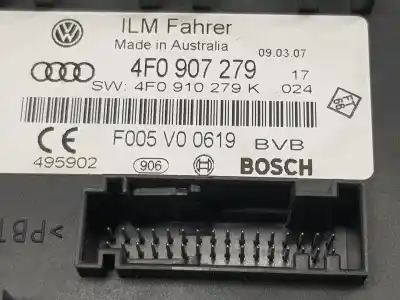 ILM Fahrer
Made in Australia
09.03.07
4F0 907 279 17
SW: 4F0 910 279 K 024
F005 V0 0619 BVB
495902
906
BOSCH
>PBT